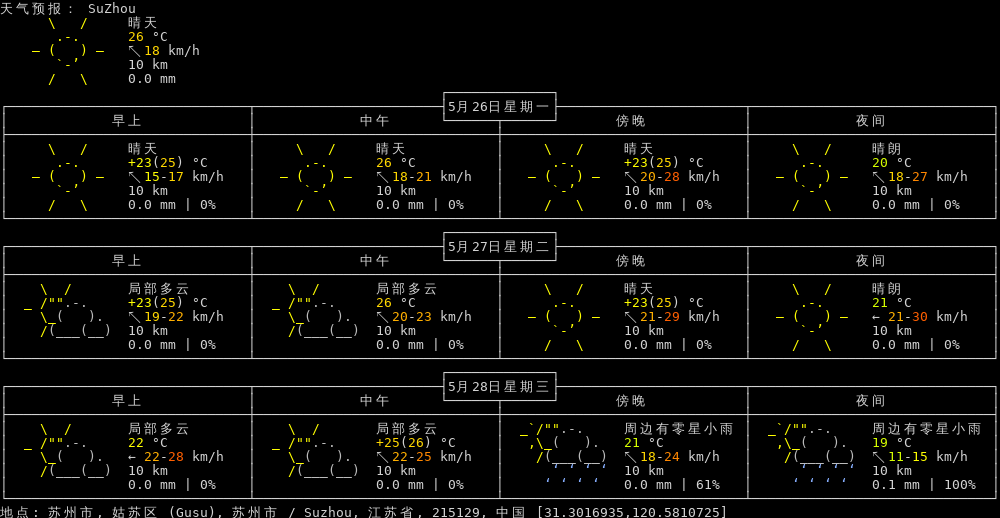 天气预报： SuZhou
晴天
26 °C
↖ 18 km/h
10 km
0.0 mm
5月26日星期一
早上 中午 傍晚 夜间
晴天 晴天 晴天 晴朗
+23(25) °C 26 °C +23(25) °C 20 °C
↖ 15-17 km/h ↖ 18-21 km/h ↖ 20-28 km/h ↖ 18-27 km/h
10 km 10 km 10 km 10 km
0.0 mm | 0% 0.0 mm | 0% 0.0 mm | 0% 0.0 mm | 0%
5月27日星期二
早上 中午 傍晚 夜间
局部多云 局部多云 晴天 晴朗
+23(25) °C 26 °C +23(25) °C 21 °C
↖ 19-22 km/h ↖ 20-23 km/h ↖ 21-29 km/h ← 21-30 km/h
10 km 10 km 10 km 10 km
0.0 mm | 0% 0.0 mm | 0% 0.0 mm | 0% 0.0 mm | 0%
5月28日星期三
早上 中午 傍晚 夜间
局部多云 局部多云 周边有零星小雨 周边有零星小雨
22 °C +25(26) °C 21 °C 19 °C
← 22-28 km/h ↖ 22-25 km/h ↖ 18-24 km/h ↖ 11-15 km/h
10 km 10 km 10 km 10 km
0.0 mm | 0% 0.0 mm | 0% 0.0 mm | 61% 0.1 mm | 100%
地点: 苏州市, 姑苏区 (Gusu), 苏州市 / Suzhou, 江苏省, 215129, 中国 [31.3016935,120.5810725]